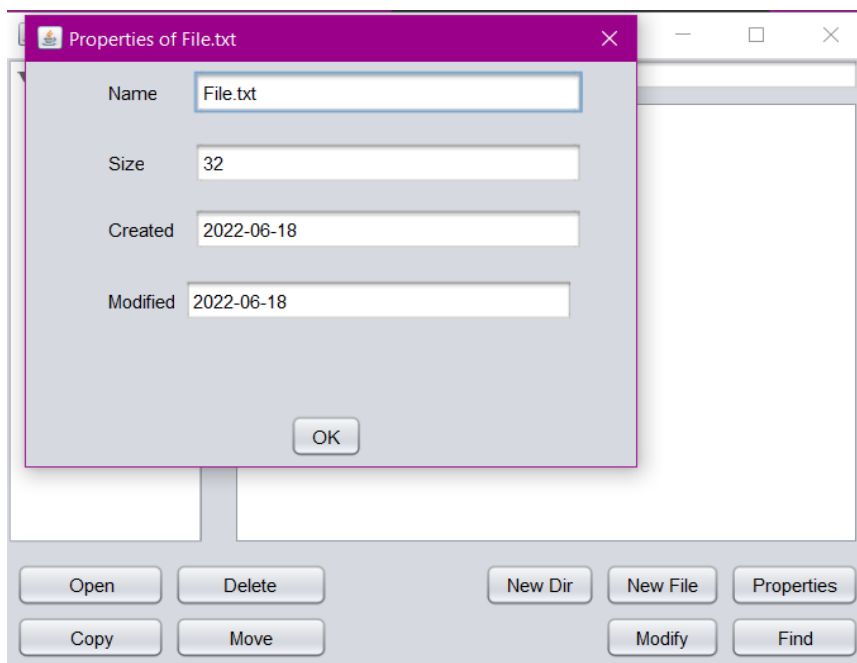 Properties of File.txt
Name File.txt
Size 32
Created 2022-06-18
Modified 2022-06-18
OK
Open Delete New Dir New File Properties
Copy Move Modify Find